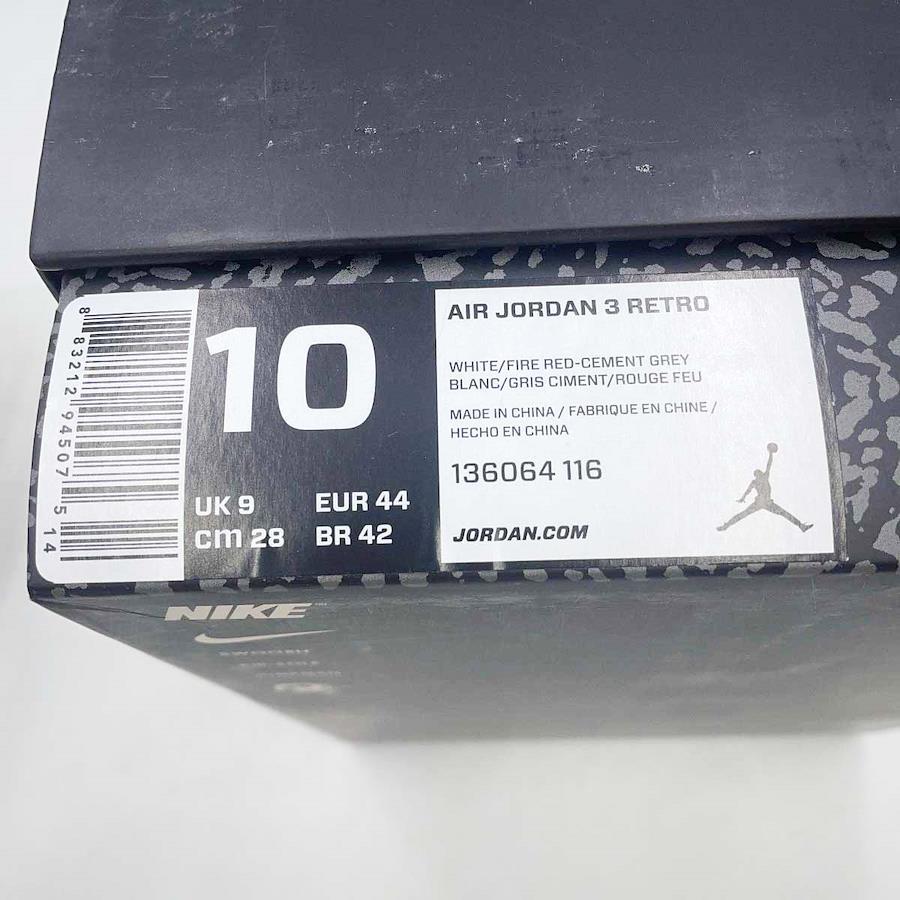 8 83212 94507 5 14
10
UK 9 EUR 44
cm 28 BR 42
AIR JORDAN 3 RETRO
WHITE/FIRE RED-CEMENT GREY
BLANC/GRIS CIMENT/ROUGE FEU
MADE IN CHINA / FABRIQUE EN CHINE /
HECHO EN CHINA
136064 116
JORDAN.COM
NIKE
SWOOSH